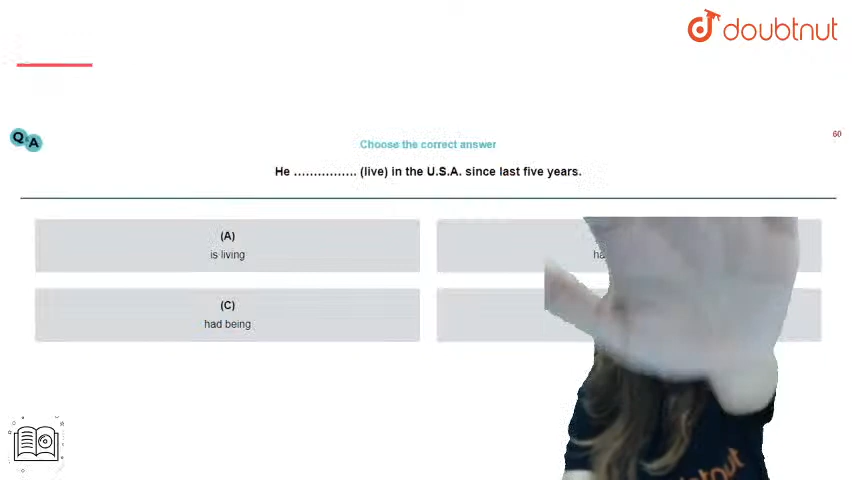 doubtnut
Q A
60
Choose the correct answer
He ................ (live) in the U.S.A. since last five years.
(A)
is living
(C)
had being